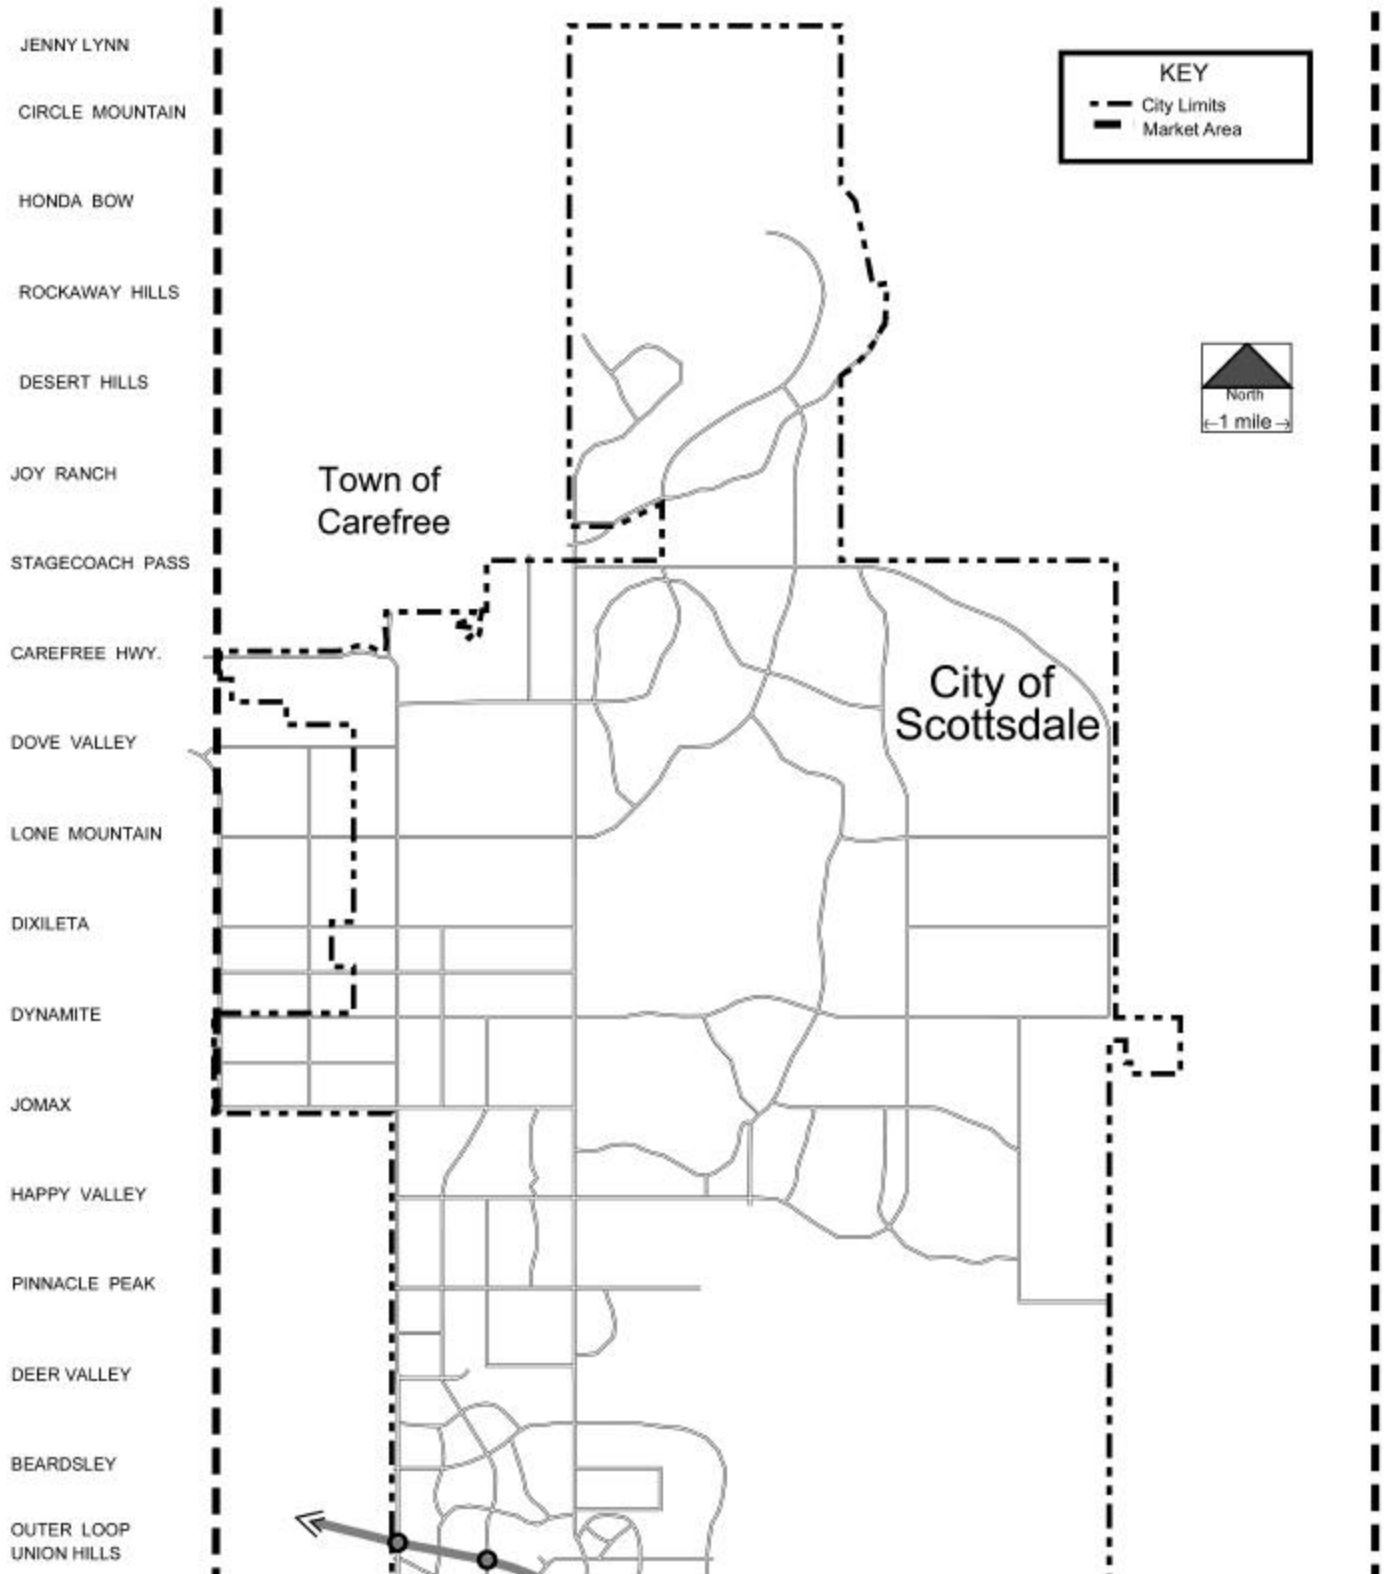 JENNY LYNN
KEY
City Limits
Market Area
CIRCLE MOUNTAIN
HONDA BOW
ROCKAWAY HILLS
DESERT HILLS
North
1 mile
JOY RANCH
Town of
Carefree
STAGECOACH PASS
CAREFREE HWY.
City of
Scottsdale
DOVE VALLEY
LONE MOUNTAIN
DIXILETA
DYNAMITE
JOMAX
HAPPY VALLEY
PINNACLE PEAK
DEER VALLEY
BEARDSLEY
OUTER LOOP
UNION HILLS